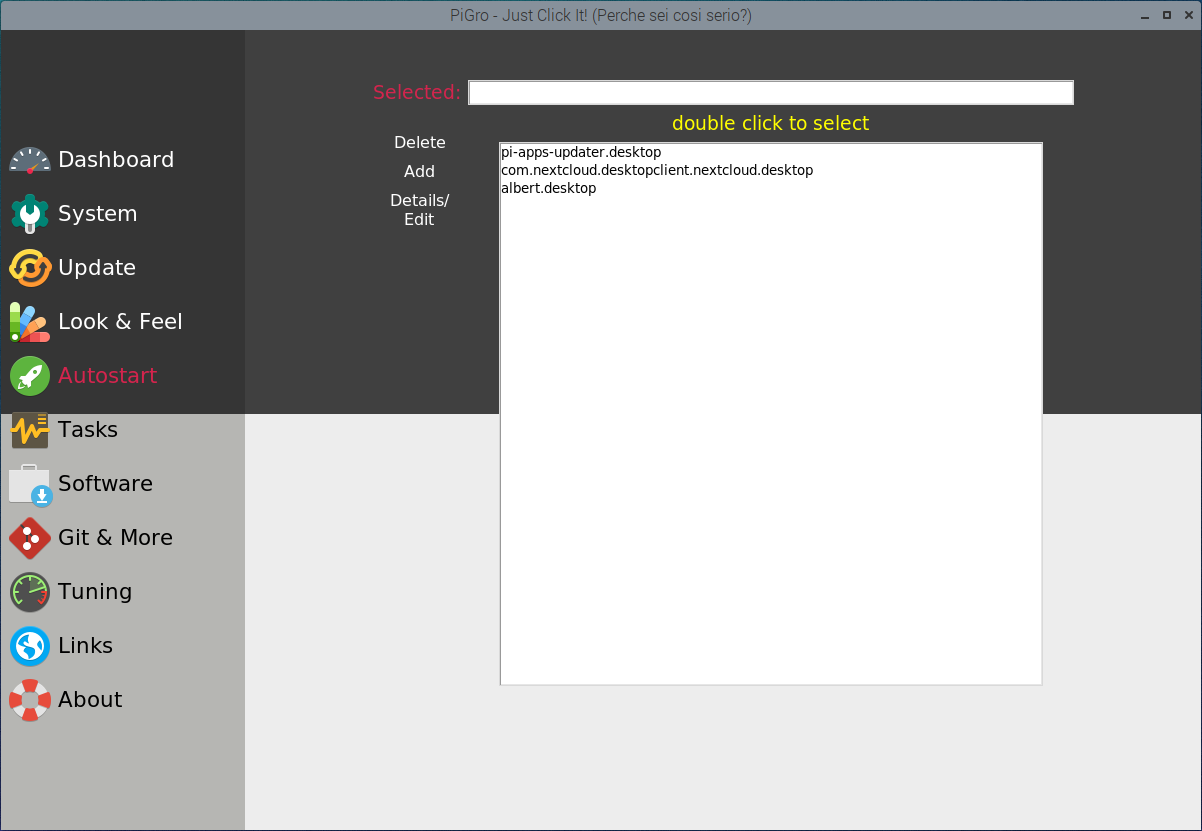 PiGro - Just Click It! (Perche sei cosi serio?)
Selected:
double click to select
Delete
Add
Details/
Edit
pi-apps-updater.desktop
com.nextcloud.desktopclient.nextcloud.desktop
albert.desktop
Dashboard
System
Update
Look & Feel
Autostart
Tasks
Software
Git & More
Tuning
Links
About